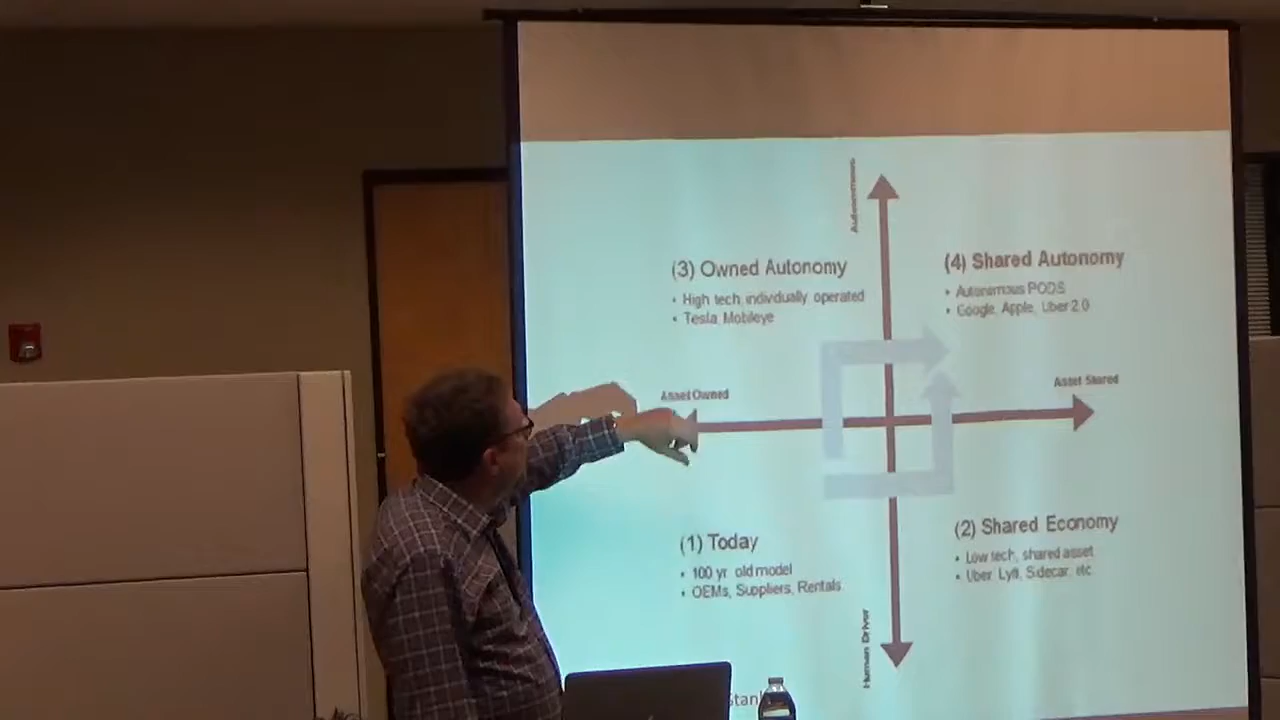 Autonomous
(3) Owned Autonomy
• High tech individually operated
• Tesla, Mobileye
(4) Shared Autonomy
• Autonomous PODS
• Google, Apple, Uber 2.0
Asset Owned
Asset Shared
(1) Today
• 100 yr old model
• OEMs, Suppliers, Rentals
(2) Shared Economy
• Low tech, shared asset
• Uber, Lyft, Sidecar, etc
Human Driver